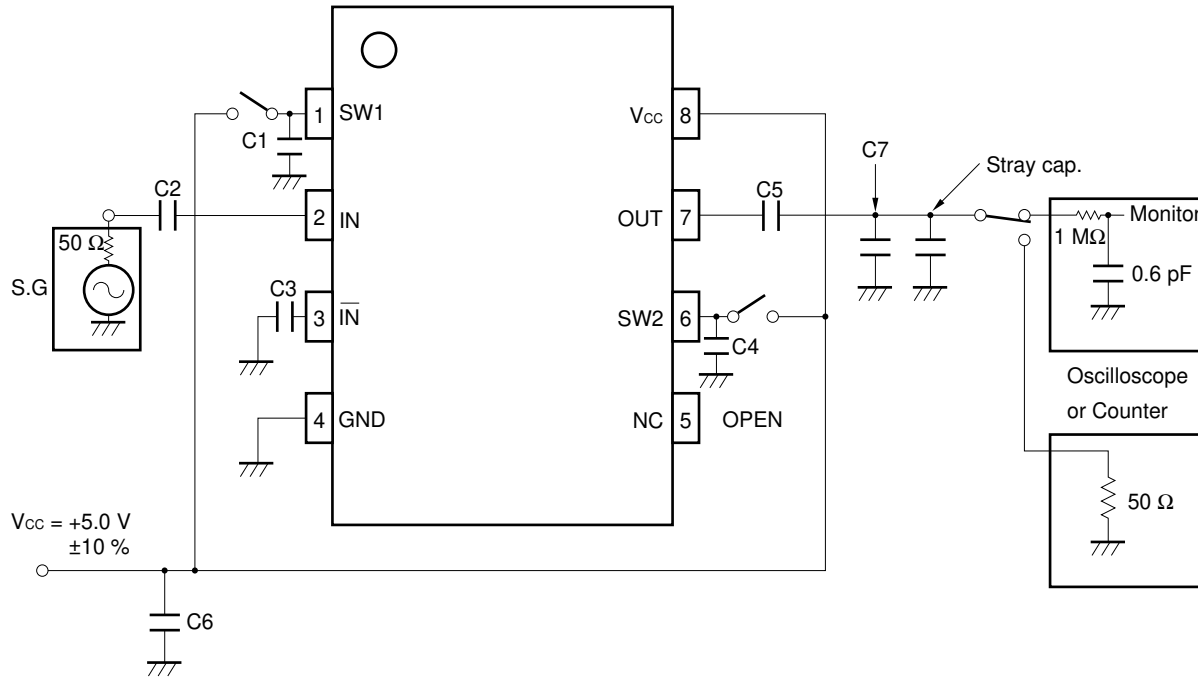 1 SW1
VCC 8
C1
C7
Stray cap.
C2
C5
2 IN
OUT 7
Monitor
50 Ω
1 MΩ
S.G
0.6 pF
C3
3 IN
SW2 6
C4
Oscilloscope
or Counter
4 GND
NC 5 OPEN
50 Ω
VCC = +5.0 V
±10 %
C6